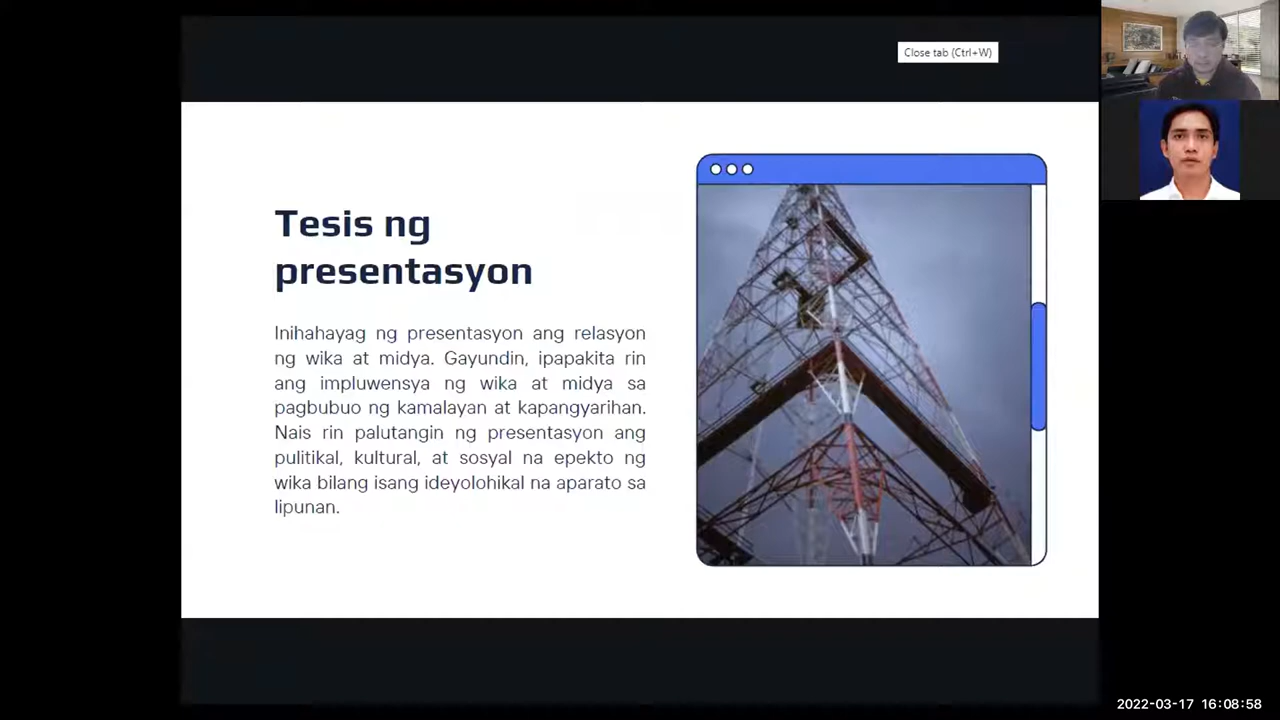 Close tab (Ctrl+W)
Tesis ng
presentasyon
Inihahayag ng presentasyon ang relasyon
ng wika at midya. Gayundin, ipapakita rin
ang impluwensya ng wika at midya sa
pagbubuo ng kamalayan at kapangyarihan.
Nais rin palutangin ng presentasyon ang
pulitikal, kultural, at sosyal na epekto ng
wika bilang isang ideyolohikal na aparato sa
lipunan.
2022-03-17 16:08:58